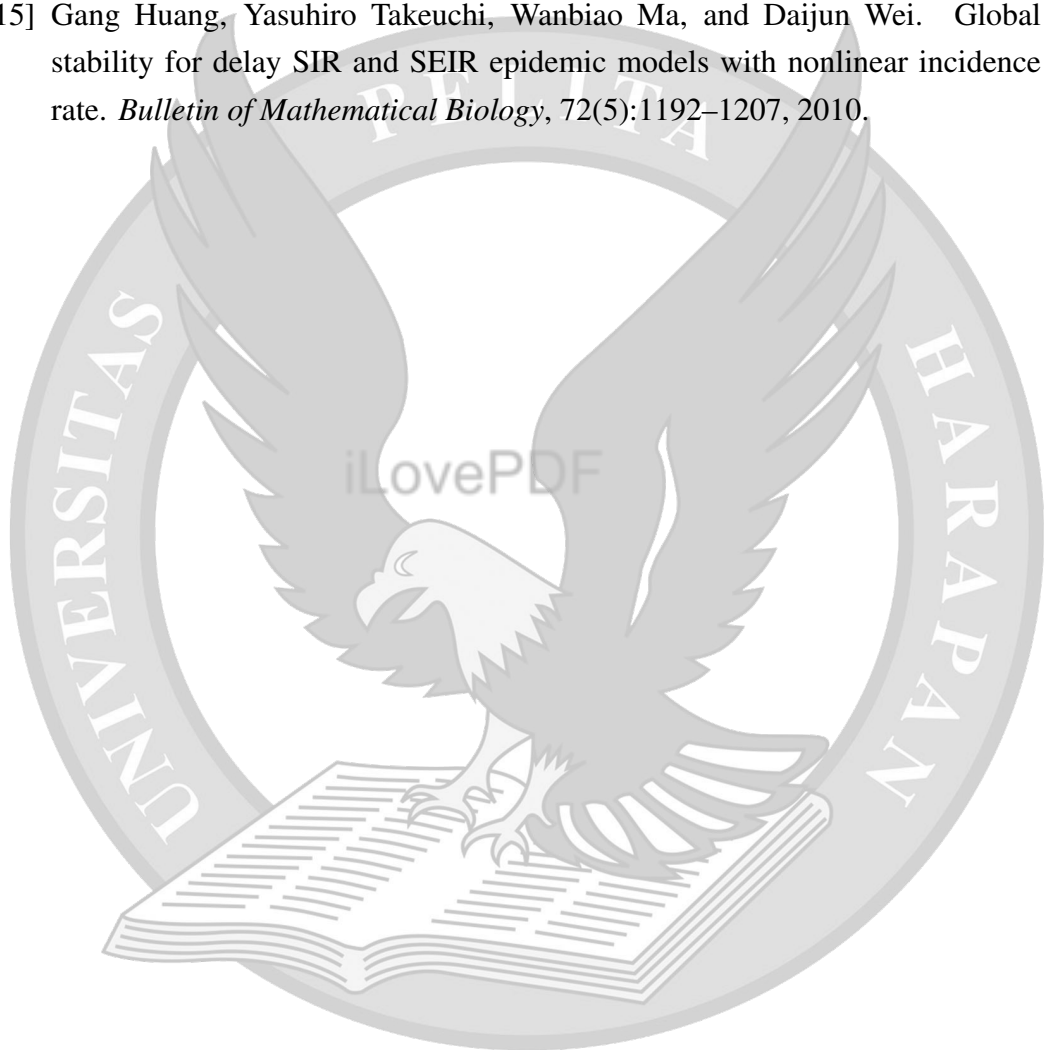 15] Gang Huang, Yasuhiro Takeuchi, Wanbiao Ma, and Daijun Wei. Global
stability for delay SIR and SEIR epidemic models with nonlinear incidence
rate. Bulletin of Mathematical Biology, 72(5):1192–1207, 2010.
PELITA
UNIVERSITAS
HARAPAN
iLovePDF